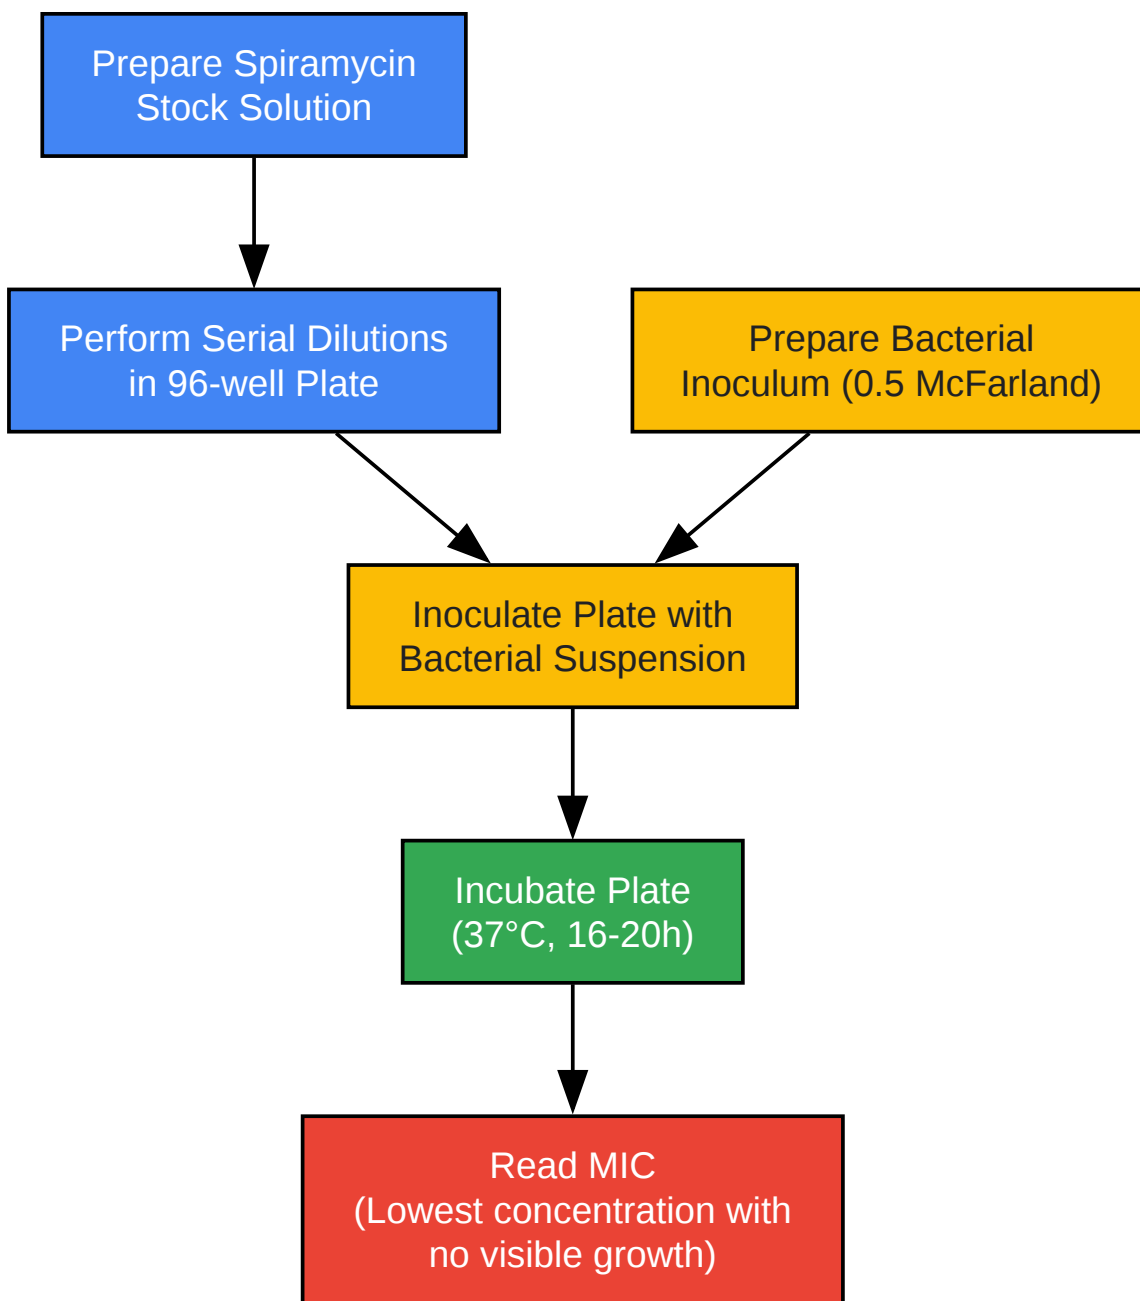 Prepare Spiramycin
Stock Solution
Perform Serial Dilutions
in 96-well Plate
Prepare Bacterial
Inoculum (0.5 McFarland)
Inoculate Plate with
Bacterial Suspension
Incubate Plate
(37°C, 16-20h)
Read MIC
(Lowest concentration with
no visible growth)